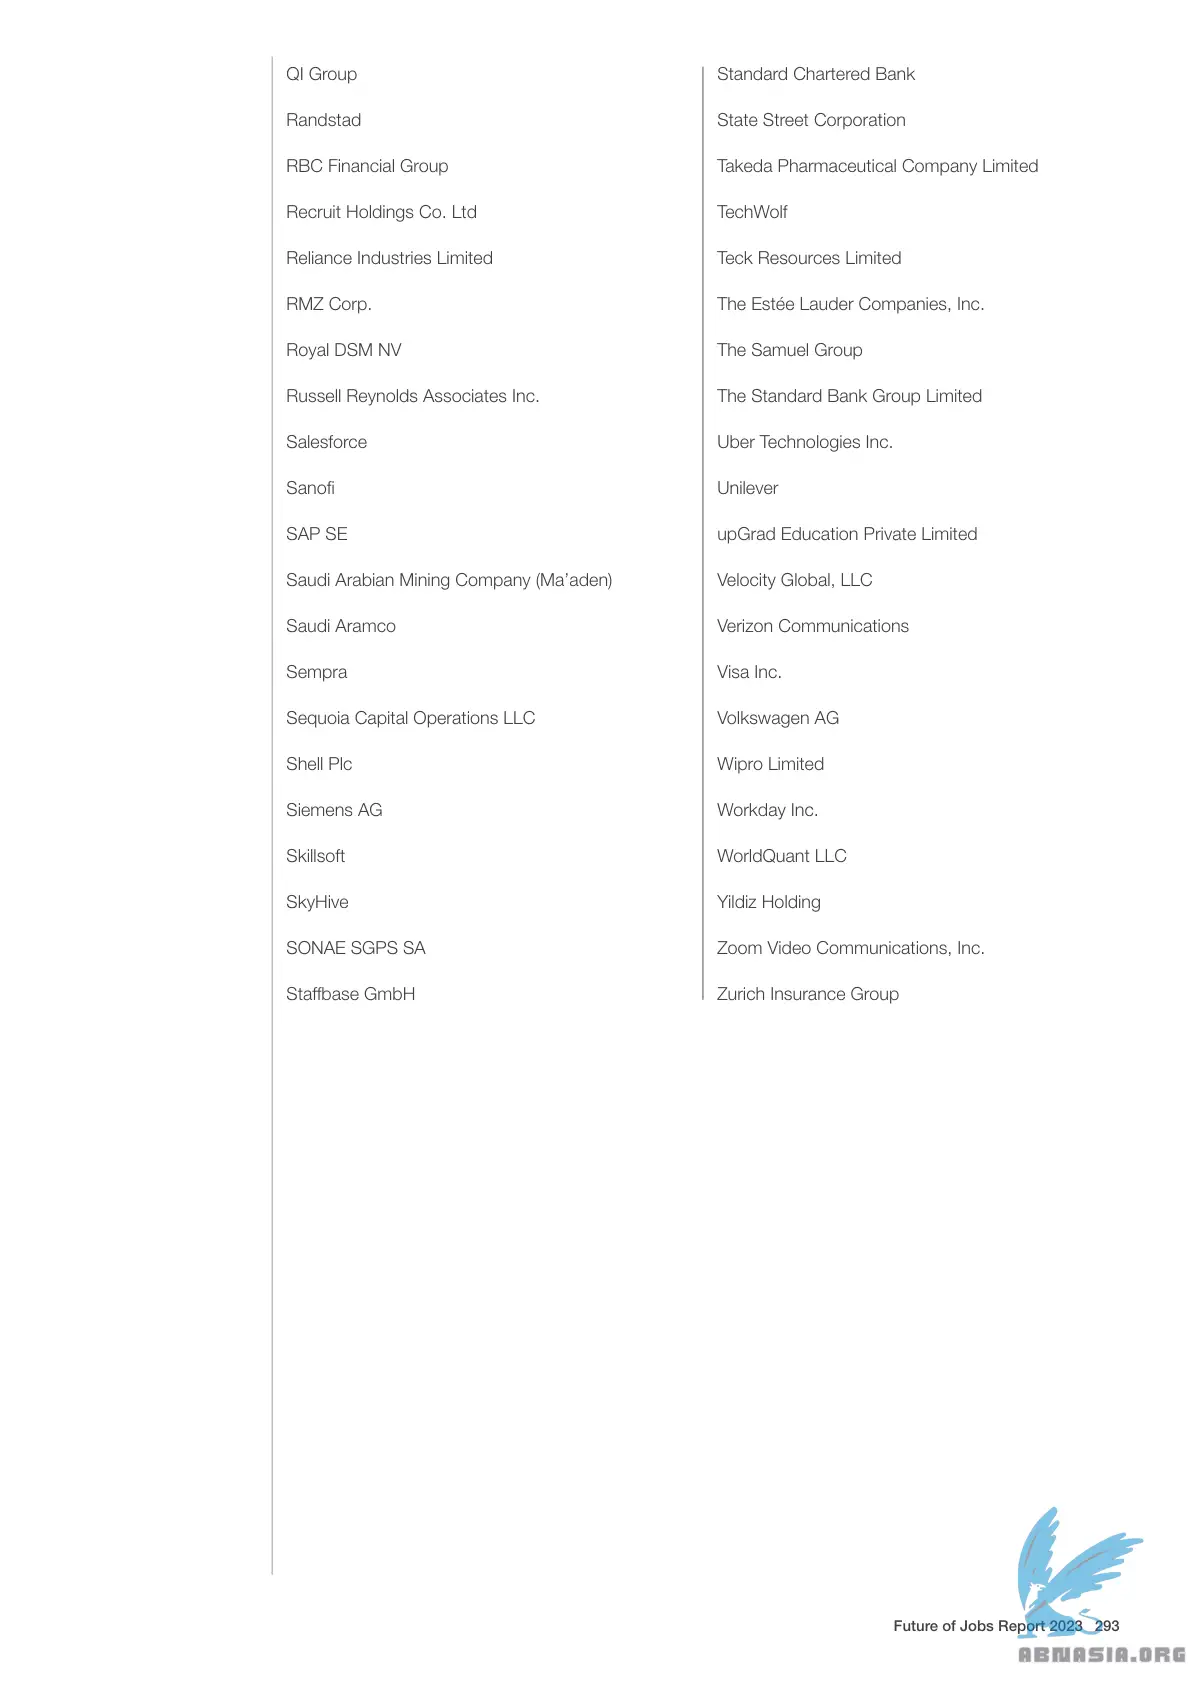 QI Group
Randstad
RBC Financial Group
Recruit Holdings Co. Ltd
Reliance Industries Limited
RMZ Corp.
Royal DSM NV
Russell Reynolds Associates Inc.
Salesforce
Sanofi
SAP SE
Saudi Arabian Mining Company (Ma’aden)
Saudi Aramco
Sempra
Sequoia Capital Operations LLC
Shell Plc
Siemens AG
Skillsoft
SkyHive
SONAE SGPS SA
Staffbase GmbH
Standard Chartered Bank
State Street Corporation
Takeda Pharmaceutical Company Limited
TechWolf
Teck Resources Limited
The Estée Lauder Companies, Inc.
The Samuel Group
The Standard Bank Group Limited
Uber Technologies Inc.
Unilever
upGrad Education Private Limited
Velocity Global, LLC
Verizon Communications
Visa Inc.
Volkswagen AG
Wipro Limited
Workday Inc.
WorldQuant LLC
Yildiz Holding
Zoom Video Communications, Inc.
Zurich Insurance Group
Future of Jobs Report 2023 293
ABNASIA.ORG